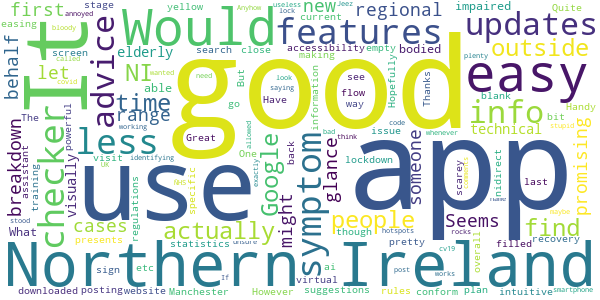 first
annoyed
bloody
yellow
Anyhow
useless
Jeez
lock
need
new
current
stage
impaired
Quite
easing
screen
called
covid
behalf
advice
Would
features
regional
updates
wanted
elderly
search
close
accessibility
empty
bodied
outside
let
NI
able
But
go
making
Hopefully
day
Thanks
It
good
easy
time
range
look
saying
Have
see
flow
way
information
blank
Handy
bit
info
technical
checker
less
Great
Google
symptom
glance
someone
issue
code
whenever
promising
breakdown
The
powerful
visually
working
identifying
One
back
bad
allowed
think
nidirect
stupid
use
app
assistant
training
visit
UK
lockdown
exactly
scarey
comments
last
name
maybe
What
cases
actually
NHS
specific
might
people
though
hotspots
Seems
find
stood
regulations
presents
statistics
unsure
ai
pretty
cv19
rocks
overall
filled
recovery
Northern Ireland
sign
etc
If
virtual
post
works
downloaded
posting
website
Manchester
However
suggestions
rules
conform
plan
intuitive
smartphone